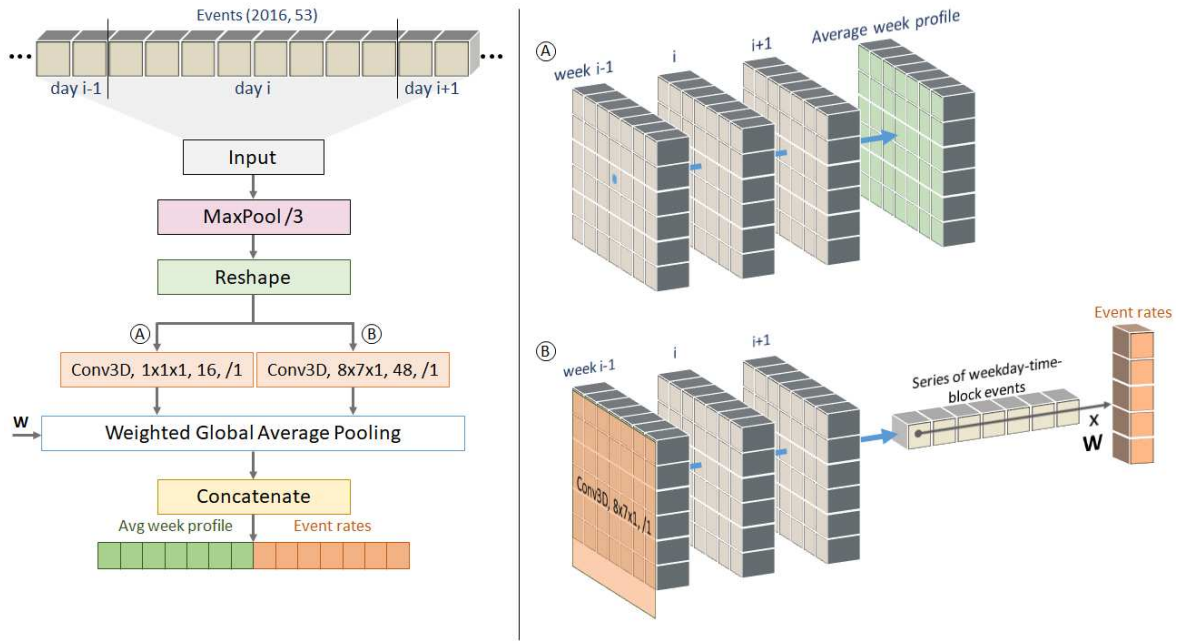 Events (2016, 53)
day i-1
day i
day i+1
Input
MaxPool /3
Reshape
A
B
Conv3D, 1x1x1, 16, /1
Conv3D, 8x7x1, 48, /1
W
Weighted Global Average Pooling
Concatenate
Avg week profile
Event rates
A
week i-1
i
i+1
Average week profile
B
week i-1
i
i+1
Conv3D, 8x7x1, /1
Series of weekday-time-
block events
x
W
Event rates